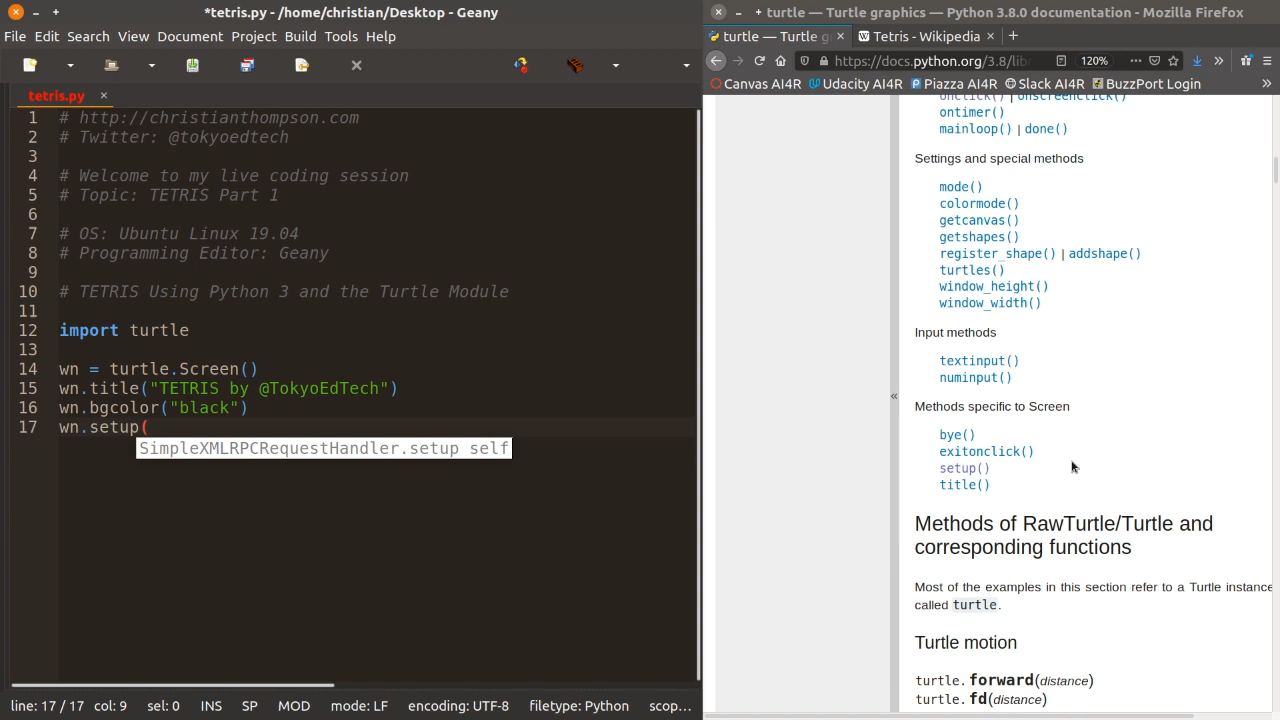 *tetris.py - /home/christian/Desktop - Geany
File Edit Search View Document Project Build Tools Help
tetris.py ×
1 # http://christianthompson.com
2 # Twitter: @tokyoedtech
3
4 # Welcome to my live coding session
5 # Topic: TETRIS Part 1
6
7 # OS: Ubuntu Linux 19.04
8 # Programming Editor: Geany
9
10 # TETRIS Using Python 3 and the Turtle Module
11
12 import turtle
13
14 wn = turtle.Screen()
15 wn.title("TETRIS by @TokyoEdTech")
16 wn.bgcolor("black")
17 wn.setup(
SimpleXMLRPCRequestHandler.setup self
line: 17 / 17 col: 9 sel: 0 INS SP MOD mode: LF encoding: UTF-8 filetype: Python scop...
turtle — Turtle graphics — Python 3.8.0 documentation - Mozilla Firefox
turtle — Turtle g × Tetris - Wikipedia × +
https://docs.python.org/3.8/libr 120%
Canvas AI4R Udacity AI4R Piazza AI4R Slack AI4R BuzzPort Login »
onclick() | onscreenclick()
ontimer()
mainloop() | done()
Settings and special methods
mode()
colormode()
getcanvas()
getshapes()
register_shape() | addshape()
turtles()
window_height()
window_width()
Input methods
textinput()
numinput()
«
Methods specific to Screen
bye()
exitonclick()
setup()
title()
Methods of RawTurtle/Turtle and
corresponding functions
Most of the examples in this section refer to a Turtle instance
called turtle.
Turtle motion
turtle.forward(distance)
turtle.fd(distance)